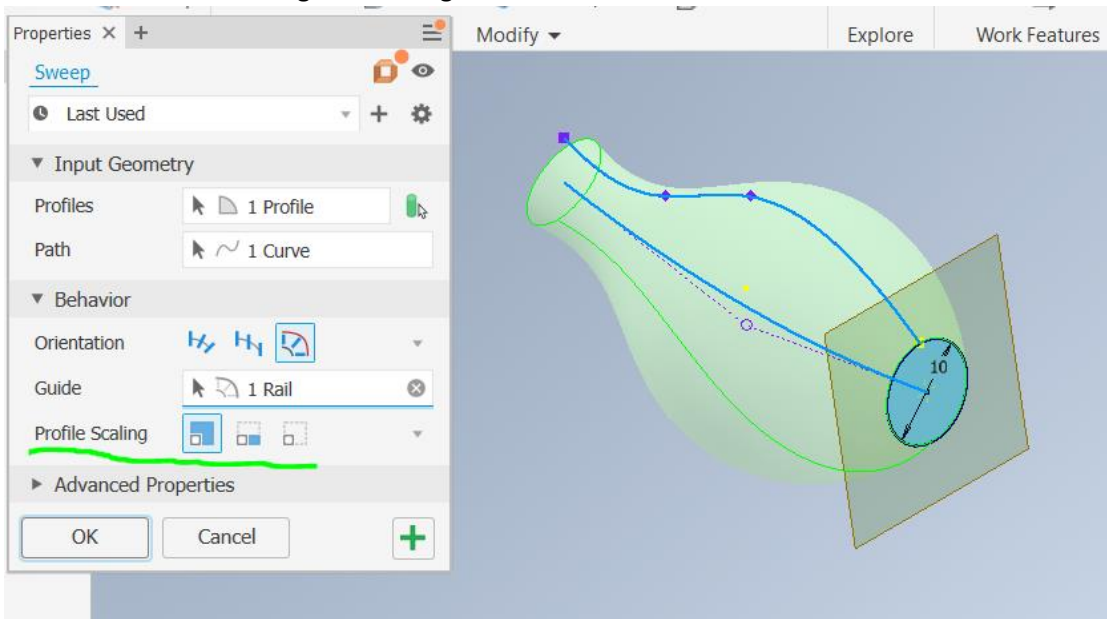 Properties × +
Modify
Explore
Work Features
Sweep
Last Used
Input Geometry
Profiles
1 Profile
Path
1 Curve
Behavior
Orientation
Guide
1 Rail
Profile Scaling
Advanced Properties
OK
Cancel
10